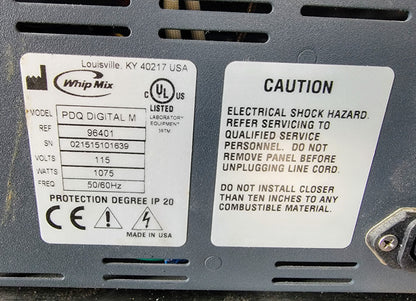 Louisville, KY 40217 USA
Whip Mix
C UL US
LISTED
LABORATORY
EQUIPMENT
MODEL PDQ DIGITAL M
REF 96401
SN 021515101639
VOLTS 115
WATTS 1075
FREQ 50/60Hz
PROTECTION DEGREE IP 20
CE
MADE IN USA
CAUTION
ELECTRICAL SHOCK HAZARD.
REFER SERVICING TO
QUALIFIED SERVICE
PERSONNEL. DO NOT
REMOVE PANEL BEFORE
UNPLUGGING LINE CORD.
DO NOT INSTALL CLOSER
THAN TEN INCHES TO ANY
COMBUSTIBLE MATERIAL.